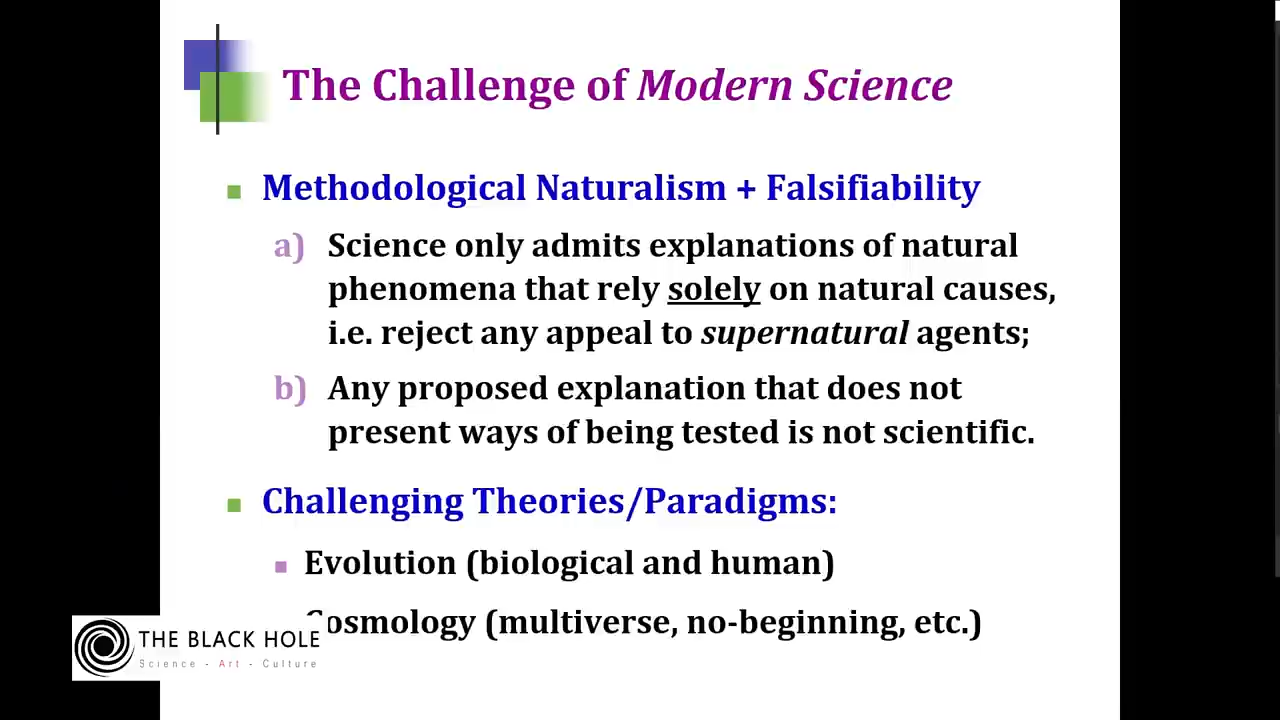 The Challenge of Modern Science
Methodological Naturalism + Falsifiability
a) Science only admits explanations of natural
phenomena that rely solely on natural causes,
i.e. reject any appeal to supernatural agents;
b) Any proposed explanation that does not
present ways of being tested is not scientific.
Challenging Theories/Paradigms:
Evolution (biological and human)
Cosmology (multiverse, no-beginning, etc.)
THE BLACK HOLE
Science - Art - Culture